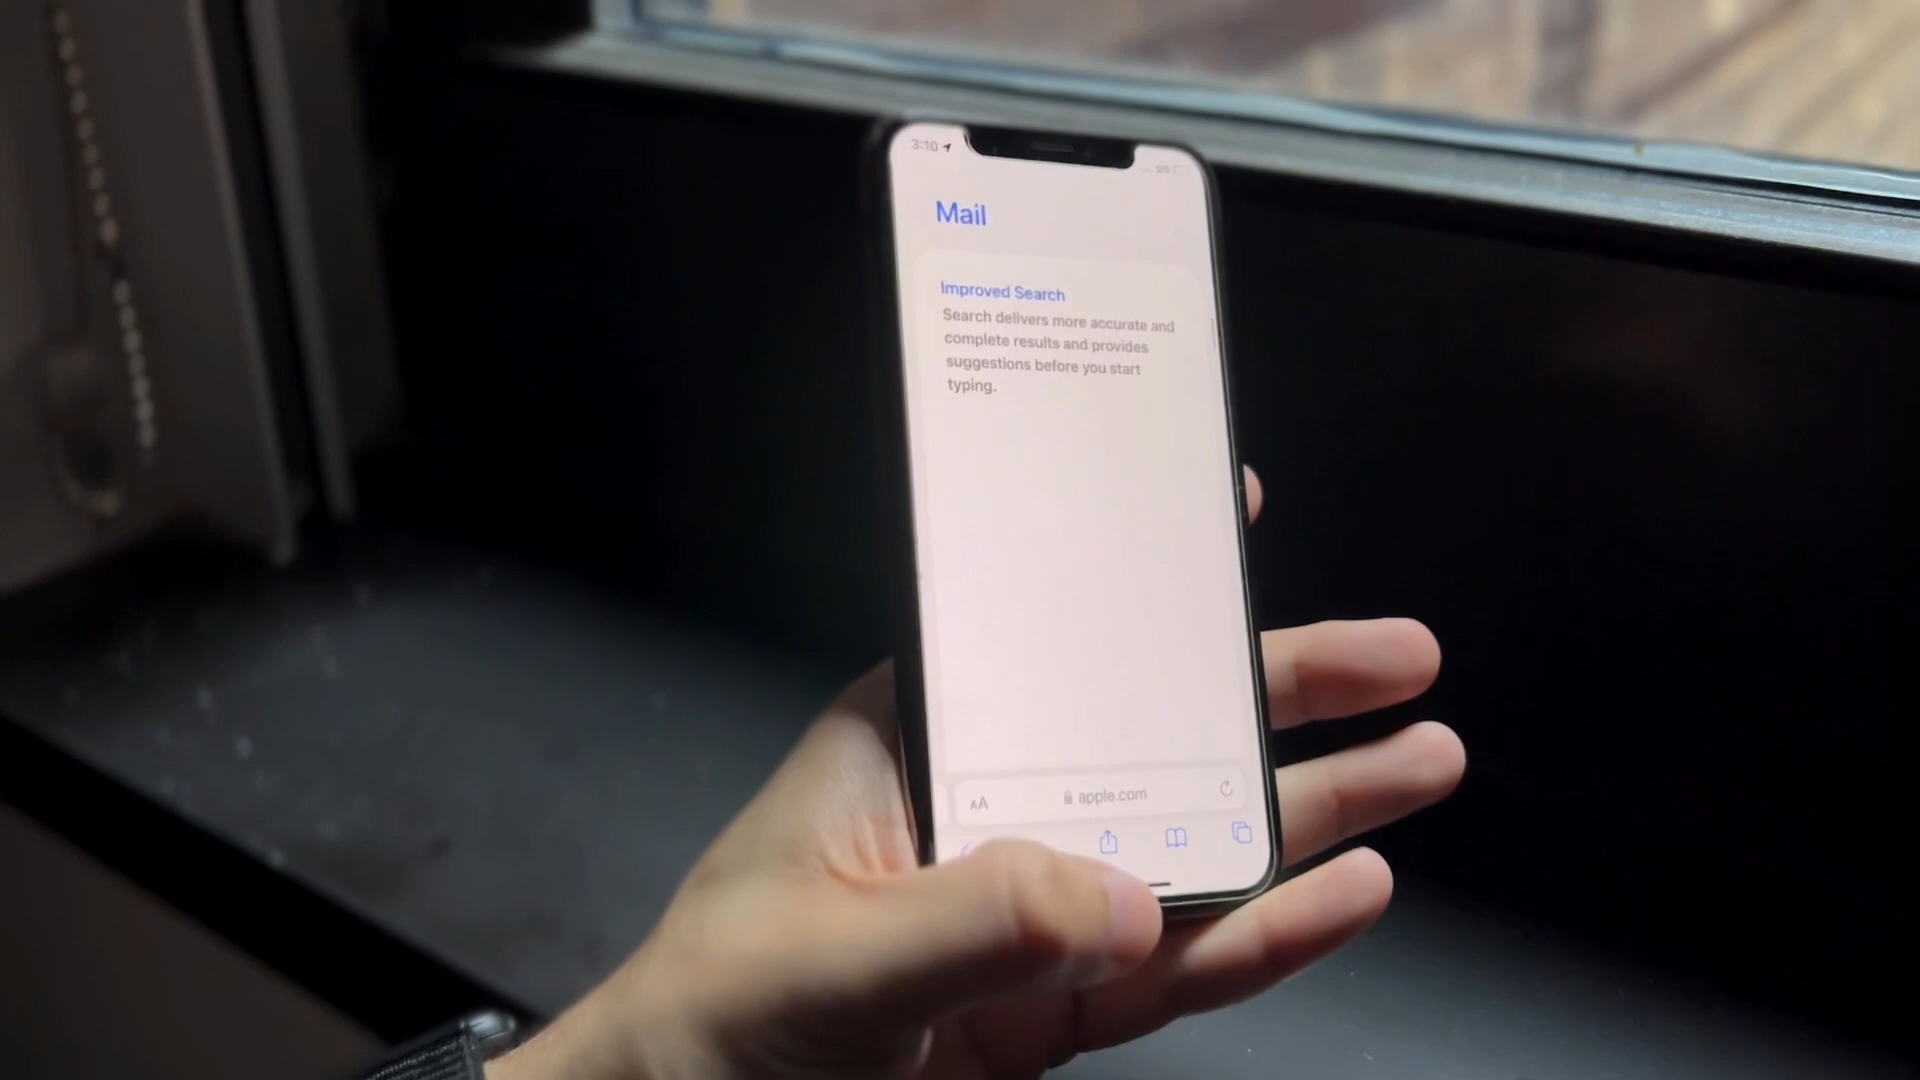 3:10
Mail
Improved Search
Search delivers more accurate and
complete results and provides
suggestions before you start
typing.
AA apple.com